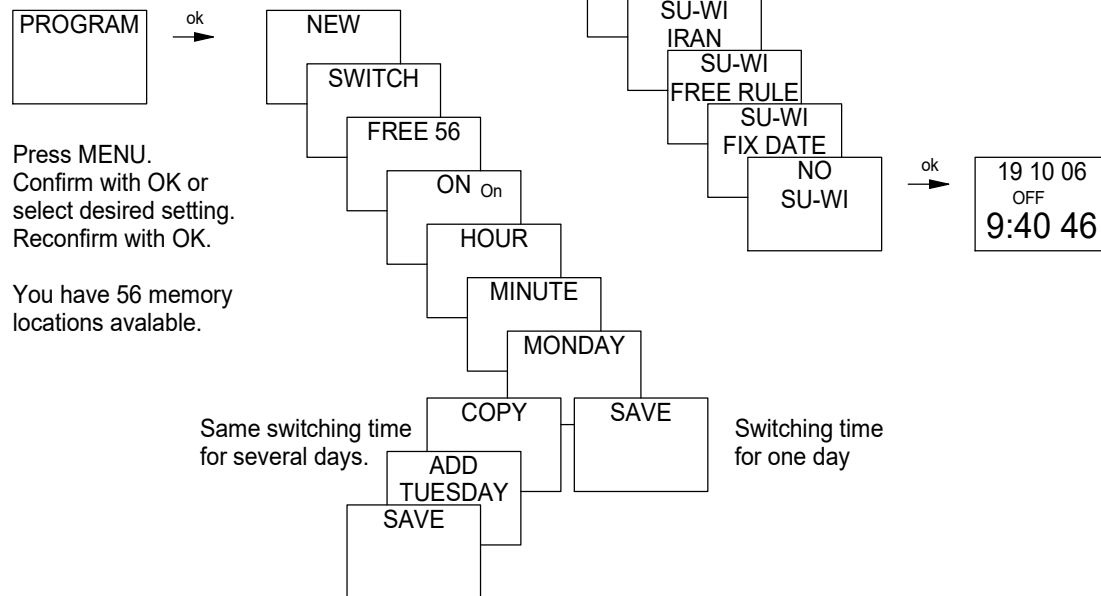 PROGRAM
ok
NEW
SWITCH
FREE 56
ON On
HOUR
MINUTE
MONDAY
COPY
SAVE
ADD
TUESDAY
SAVE
Press MENU.
Confirm with OK or
select desired setting.
Reconfirm with OK.
You have 56 memory
locations avalable.
Same switching time
for several days.
Switching time
for one day
SU-WI
IRAN
SU-WI
FREE RULE
SU-WI
FIX DATE
NO
SU-WI
ok
19 10 06
OFF
9:40 46